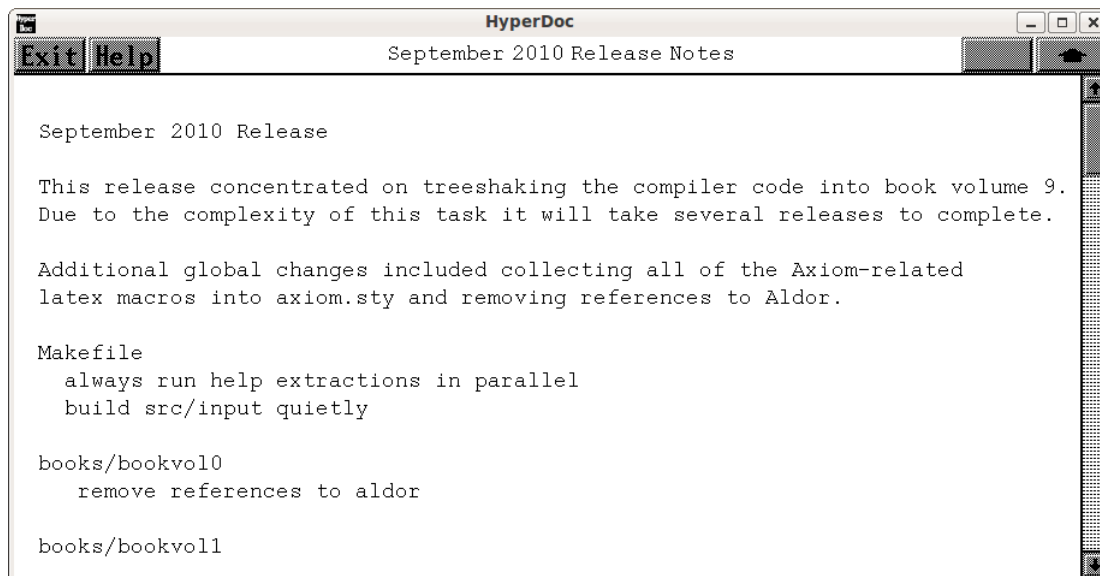 Hyper Doc
HyperDoc
Exit Help
September 2010 Release Notes
September 2010 Release
This release concentrated on treeshaking the compiler code into book volume 9.
Due to the complexity of this task it will take several releases to complete.
Additional global changes included collecting all of the Axiom-related
latex macros into axiom.sty and removing references to Aldor.
Makefile
always run help extractions in parallel
build src/input quietly
books/bookvol0
remove references to aldor
books/bookvol1